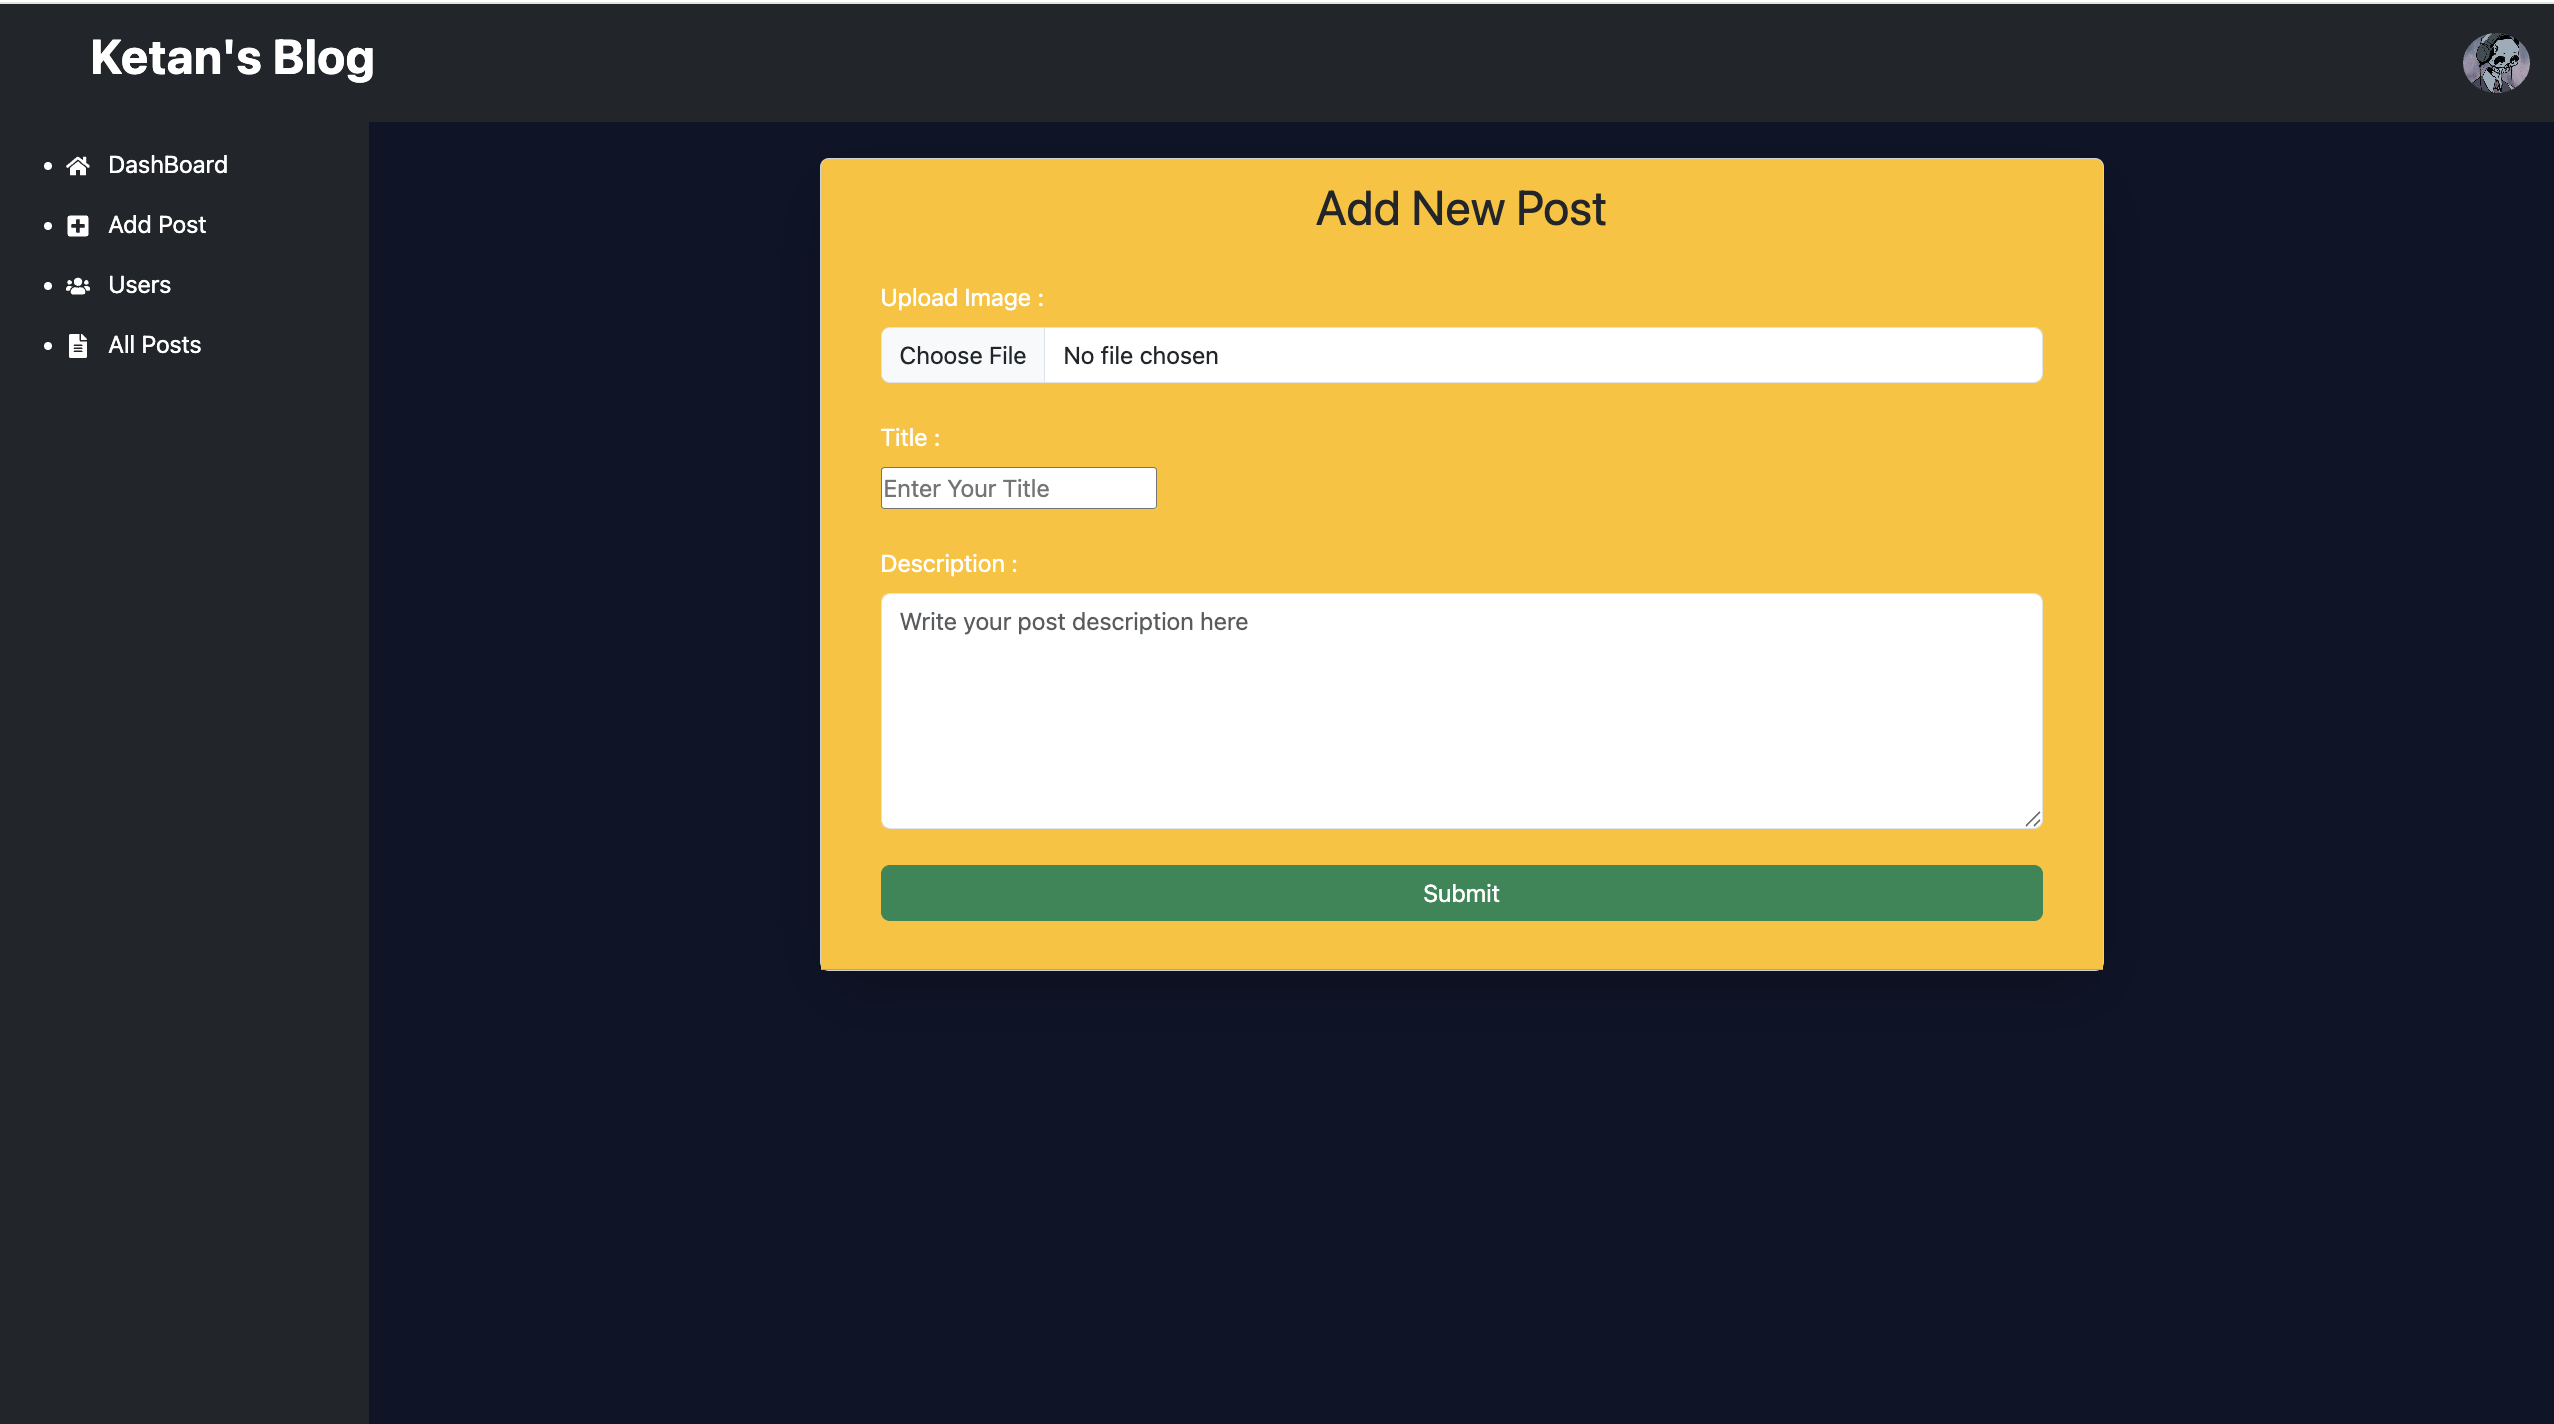 Ketan's Blog
DashBoard
Add Post
Users
All Posts
Add New Post
Upload Image :
Choose File No file chosen
Title :
Enter Your Title
Description :
Write your post description here
Submit